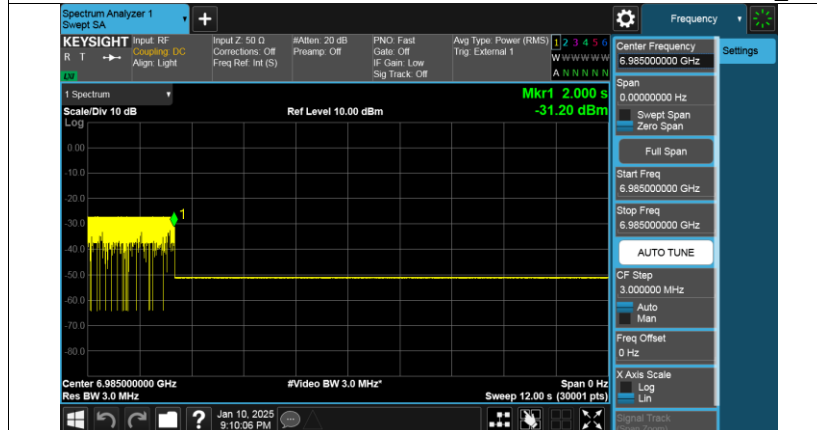 Spectrum Analyzer 1
Swept SA
+
Frequency
KEYSIGHT
R T
LXI
Input: RF
Coupling: DC
Align: Light
Input Z: 50 Ω
Corrections: Off
Freq Ref: Int (S)
#Atten: 20 dB
Preamp: Off
PNO: Fast
Gate: Off
IF Gain: Low
Sig Track: Off
Avg Type: Power (RMS)
Trig: External 1
1 2 3 4 5 6
W W W W W W
A N N N N N
Center Frequency
6.985000000 GHz
Settings
Span
0.00000000 Hz
Swept Span
Zero Span
Full Span
Start Freq
6.985000000 GHz
Stop Freq
6.985000000 GHz
AUTO TUNE
CF Step
3.000000 MHz
Auto
Man
Freq Offset
0 Hz
X Axis Scale
Log
Lin
Signal Track
(Span Zoom)
1 Spectrum
Scale/Div 10 dB
Ref Level 10.00 dBm
Mkr1 2.000 s
-31.20 dBm
Log
0.00
-10.0
-20.0
-30.0
-40.0
-50.0
-60.0
-70.0
-80.0
1
Center 6.985000000 GHz
#Video BW 3.0 MHz*
Span 0 Hz
Res BW 3.0 MHz
Sweep 12.00 s (30001 pts)
?
Jan 10, 2025
9:10:06 PM